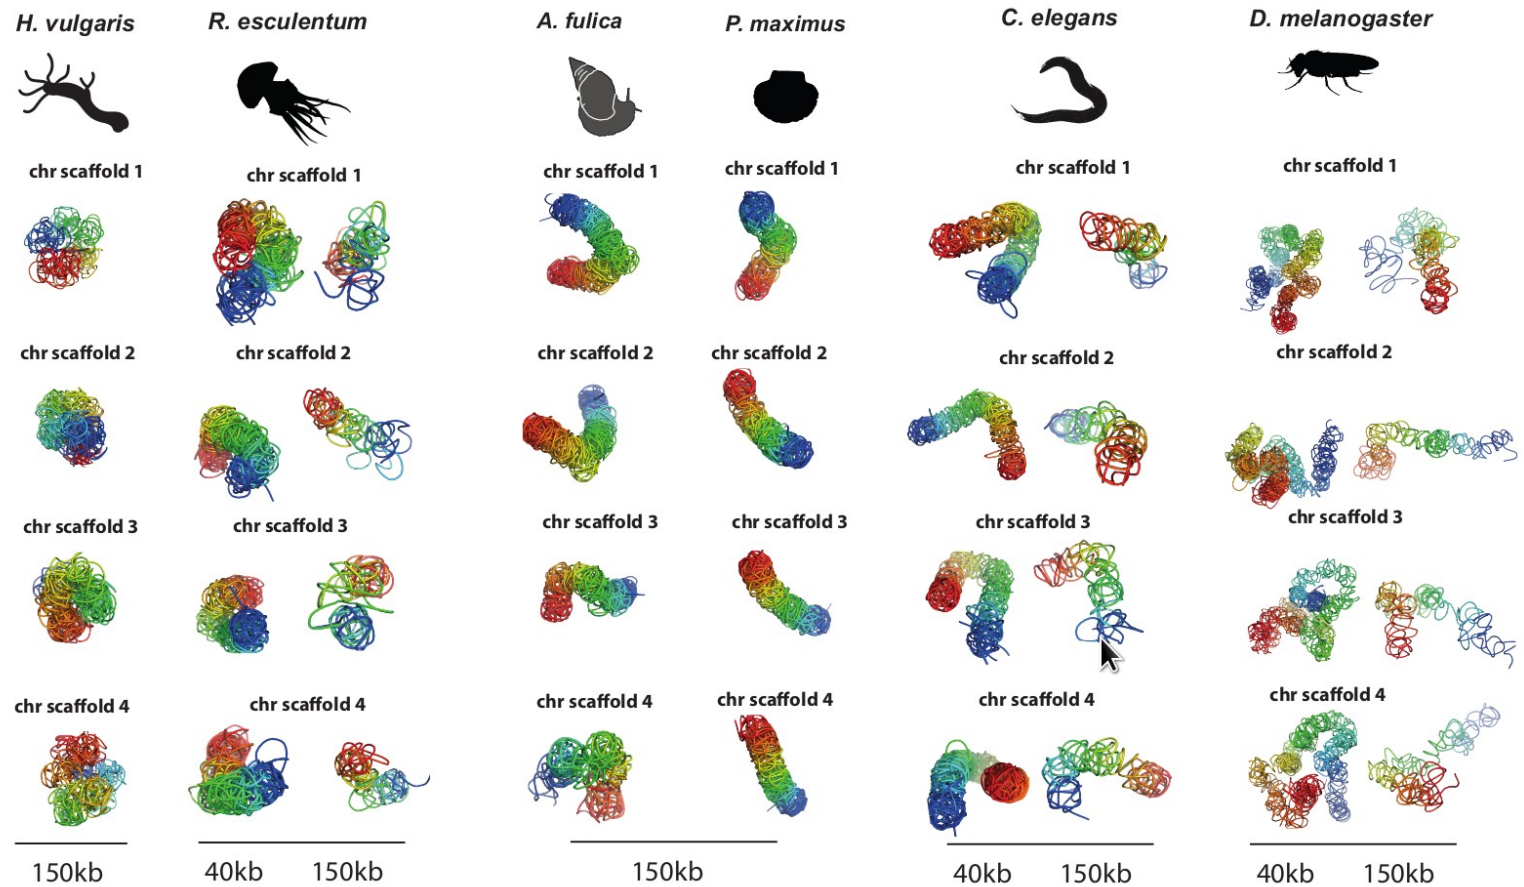 H. vulgaris R. esculentum A. fulica P. maximus C. elegans D. melanogaster
chr scaffold 1 chr scaffold 1 chr scaffold 1 chr scaffold 1 chr scaffold 1 chr scaffold 1
chr scaffold 2 chr scaffold 2 chr scaffold 2 chr scaffold 2 chr scaffold 2 chr scaffold 2
chr scaffold 3 chr scaffold 3 chr scaffold 3 chr scaffold 3 chr scaffold 3 chr scaffold 3
chr scaffold 4 chr scaffold 4 chr scaffold 4 chr scaffold 4 chr scaffold 4 chr scaffold 4
150kb 40kb 150kb 150kb 40kb 150kb 40kb 150kb